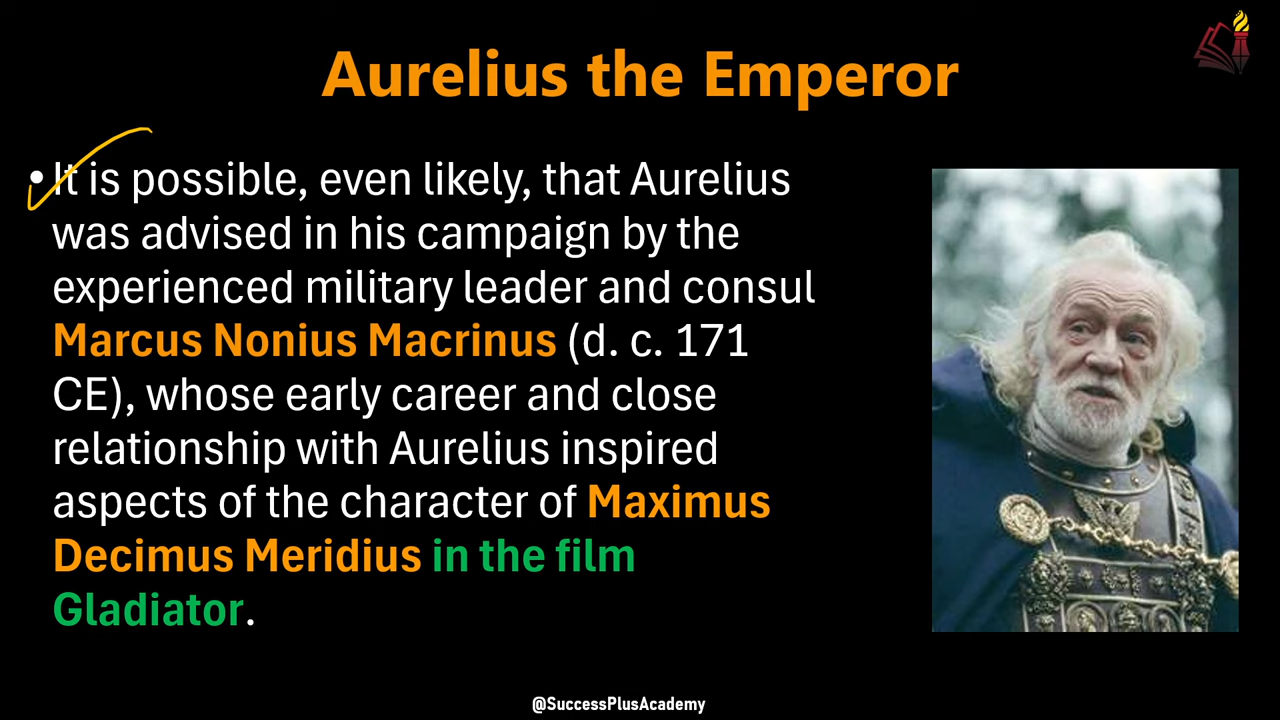 Aurelius the Emperor
• It is possible, even likely, that Aurelius
was advised in his campaign by the
experienced military leader and consul
Marcus Nonius Macrinus (d. c. 171
CE), whose early career and close
relationship with Aurelius inspired
aspects of the character of Maximus
Decimus Meridius in the film
Gladiator.
@SuccessPlusAcademy